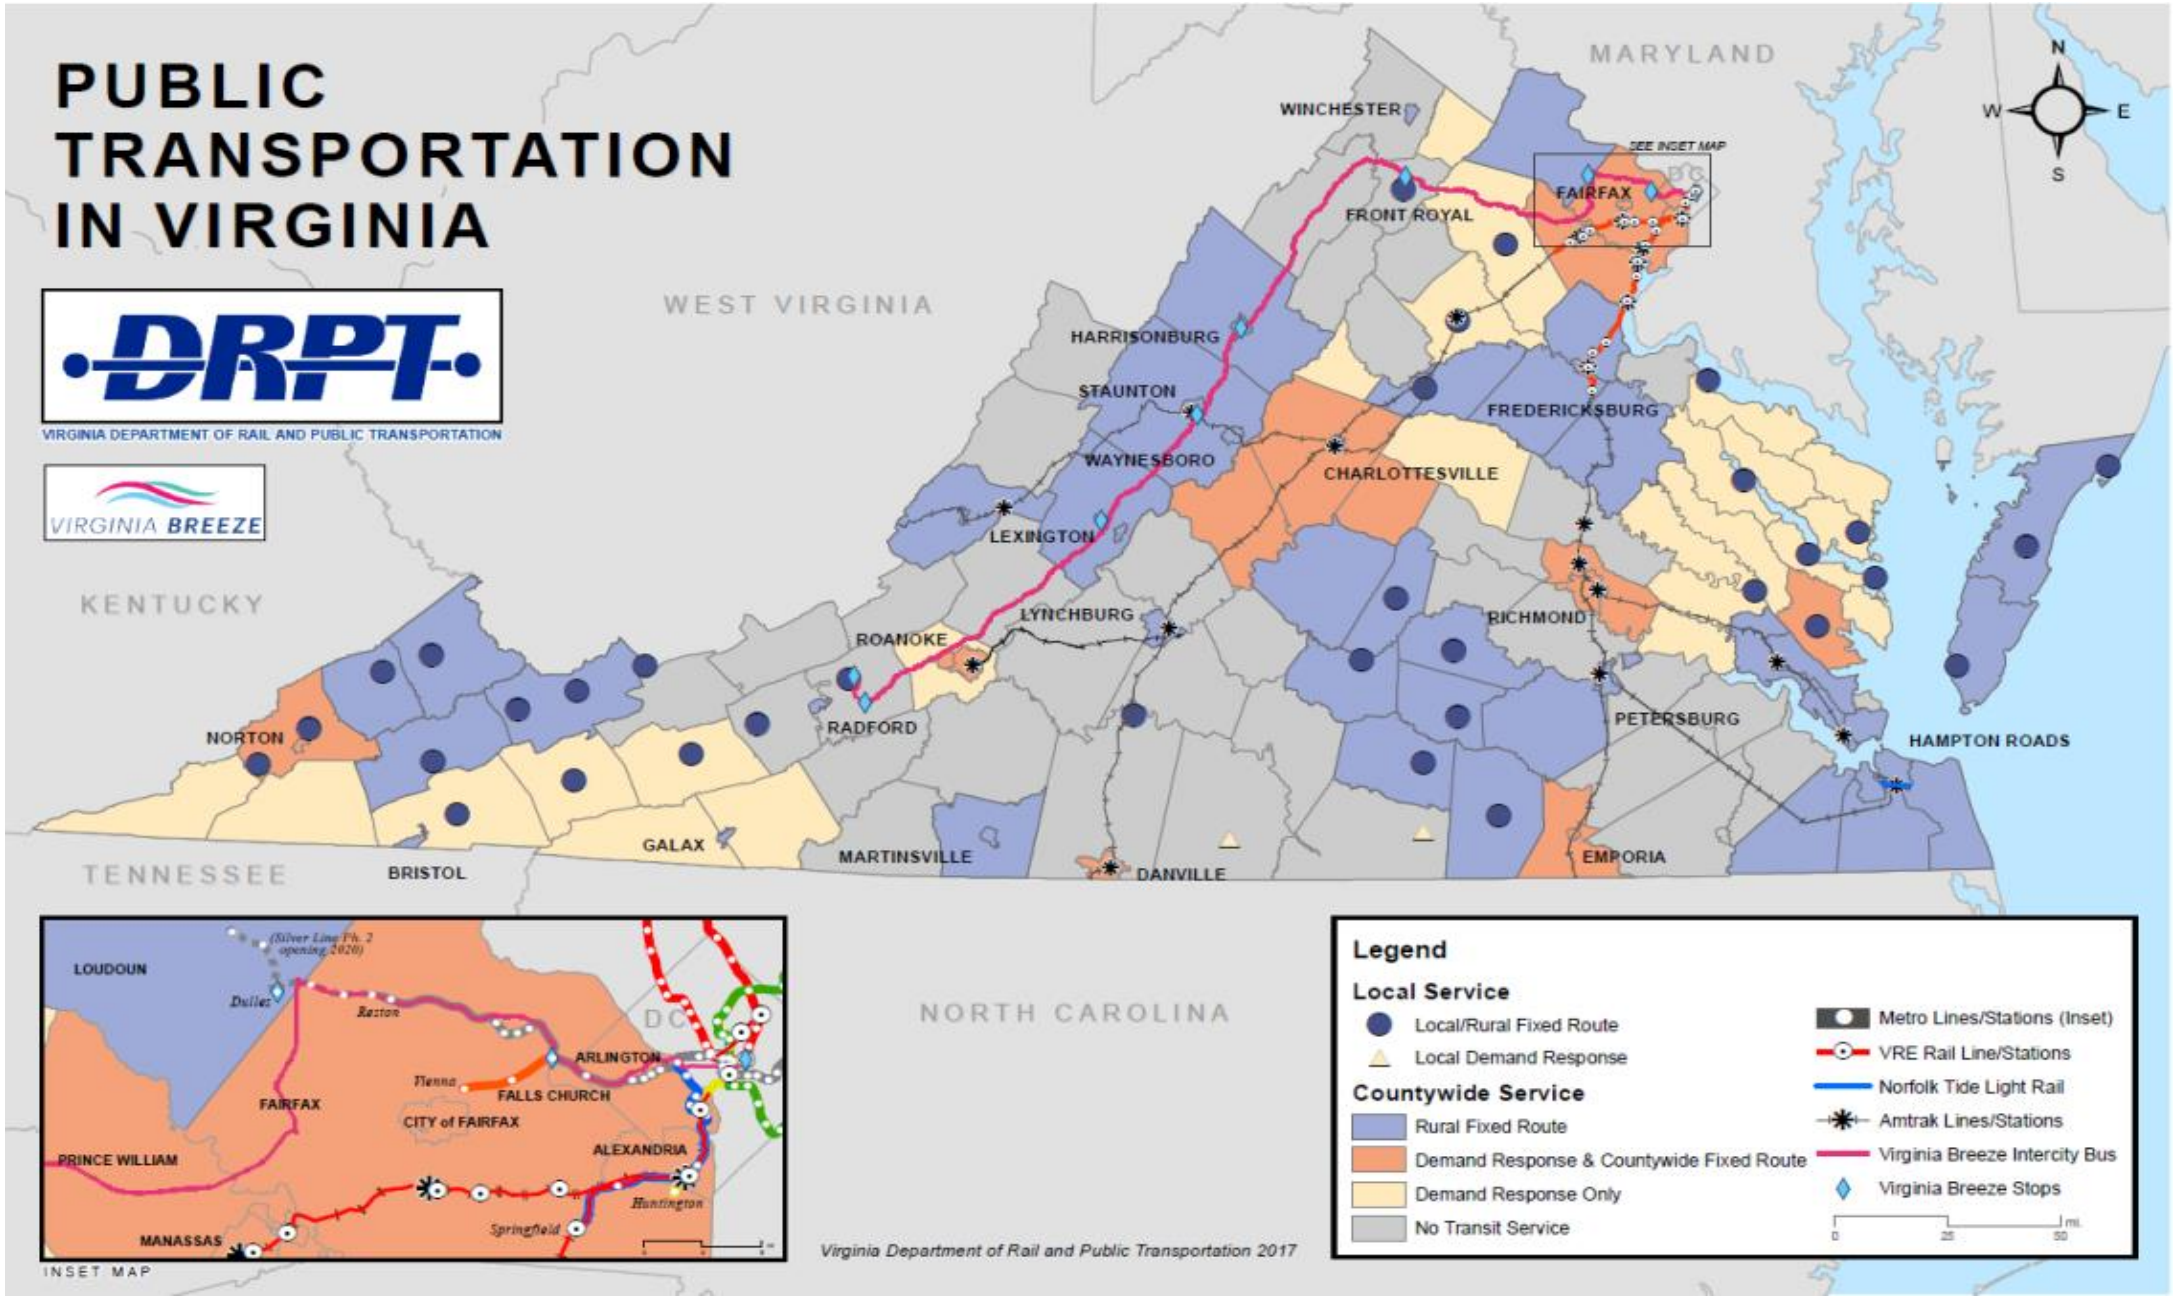 PUBLIC
TRANSPORTATION
IN VIRGINIA
DRPT
VIRGINIA DEPARTMENT OF RAIL AND PUBLIC TRANSPORTATION
VIRGINIA BREEZE
MARYLAND
N
W
E
S
WINCHESTER
SEE INSET MAP
DC
FAIRFAX
FRONT ROYAL
WEST VIRGINIA
HARRISONBURG
STAUNTON
FREDERICKSBURG
WAYNESBORO
CHARLOTTESVILLE
LEXINGTON
KENTUCKY
LYNCHBURG
RICHMOND
ROANOKE
NORTON
RADFORD
PETERSBURG
HAMPTON ROADS
GALAX
MARTINSVILLE
EMPORIA
TENNESSEE
BRISTOL
DANVILLE
NORTH CAROLINA
(Silver Line Ph. 2
opening 2020)
LOUDOUN
Dulles
Reston
DC
ARLINGTON
Vienna
FALLS CHURCH
FAIRFAX
CITY of FAIRFAX
ALEXANDRIA
PRINCE WILLIAM
Huntington
Springfield
MANASSAS
INSET MAP
Virginia Department of Rail and Public Transportation 2017
Legend
Local Service
Local/Rural Fixed Route
Local Demand Response
Countywide Service
Rural Fixed Route
Demand Response & Countywide Fixed Route
Demand Response Only
No Transit Service
Metro Lines/Stations (Inset)
VRE Rail Line/Stations
Norfolk Tide Light Rail
Amtrak Lines/Stations
Virginia Breeze Intercity Bus
Virginia Breeze Stops
mi.
0 25 50